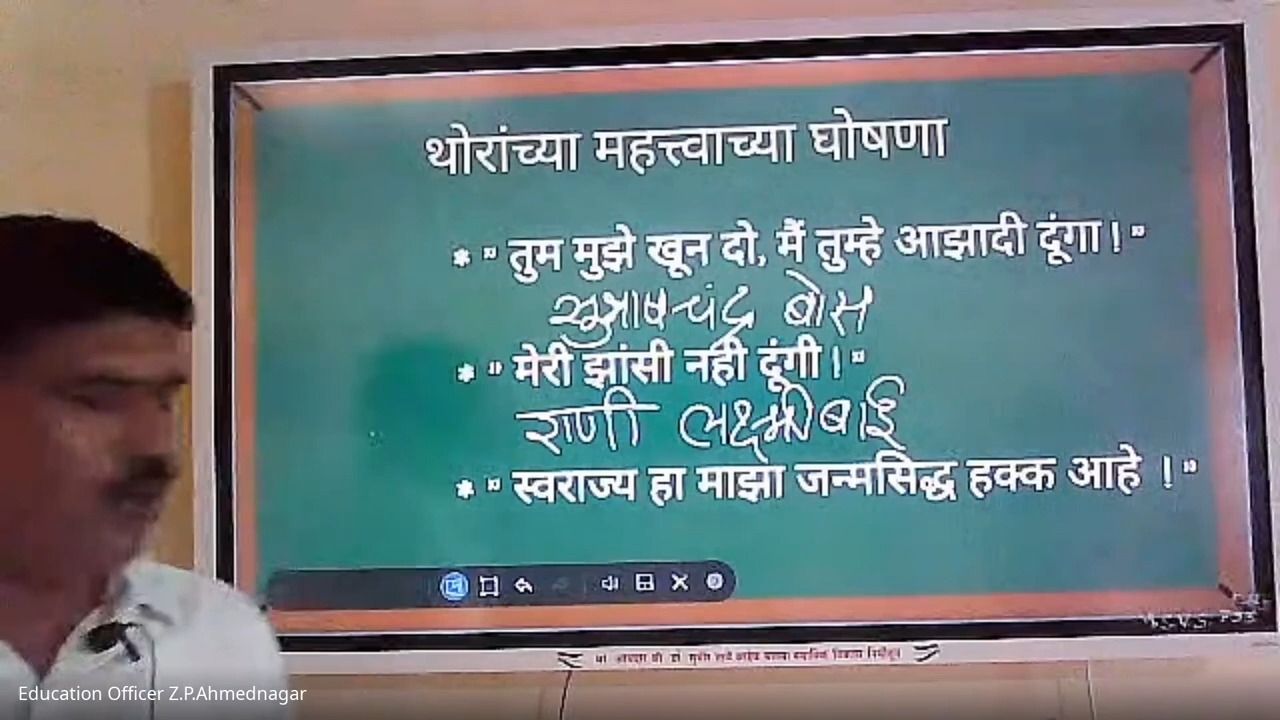 थोरांच्या महत्त्वाच्या घोषणा
* " तुम मुझे खून दो, मैं तुम्हे आझादी दूंगा ! "
सुभाषचंद्र बोस
* " मेरी झांसी नही दूंगी ! "
राणी लक्ष्मीबाई
* " स्वराज्य हा माझा जन्मसिद्ध हक्क आहे ! "
Education Officer Z.P.Ahmednagar